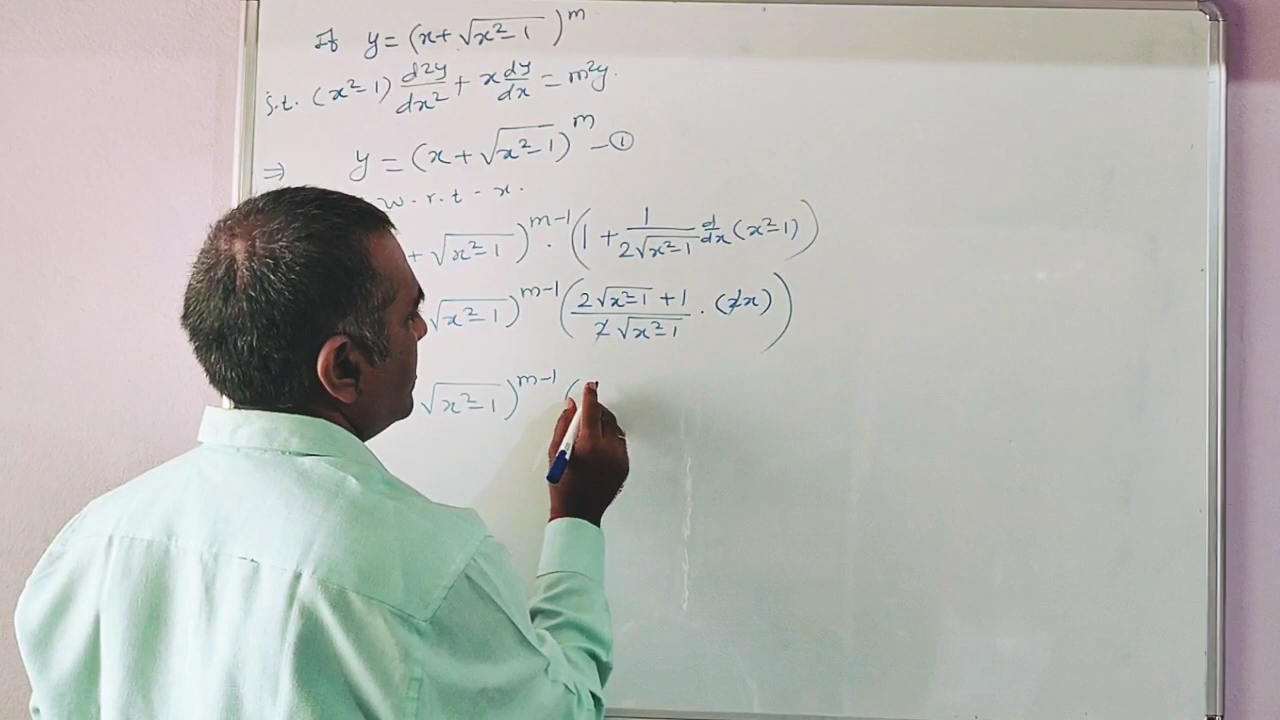 If y = (x + √(x²-1))^m
S.t. (x²-1) d2y/dx² + x dy/dx = m²y.
⇒ y = (x + √(x²-1))^m - ①
w.r.t - x.
+ √(x²-1))^(m-1) · (1 + 1/(2√(x²-1)) d/dx (x²-1))
√(x²-1))^(m-1) ((2√(x²-1) + 1)/(2√(x²-1)) · (2x))
√(x²-1))^(m-1) (